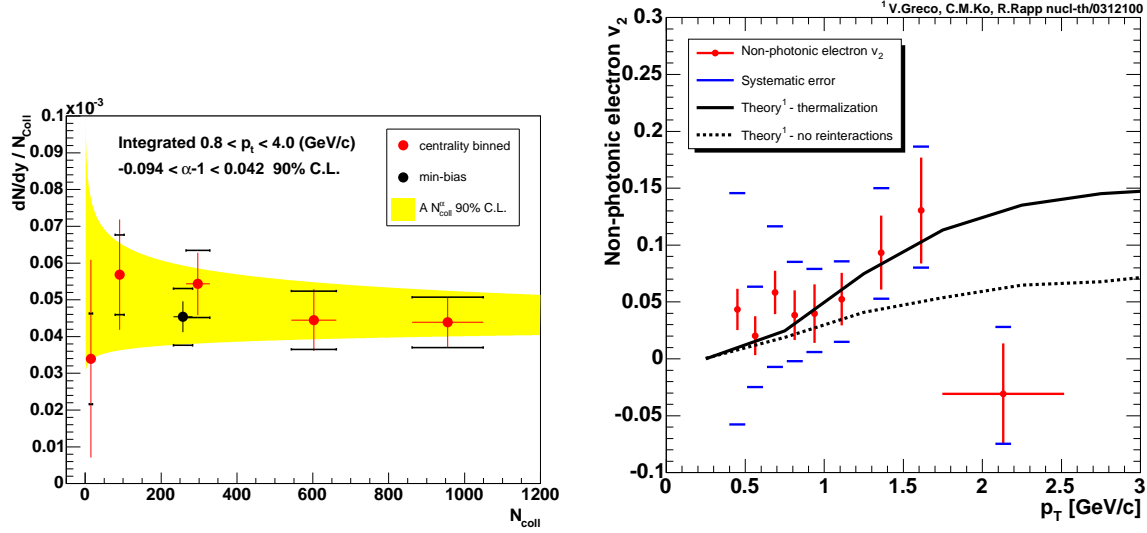 ×10⁻³
0.1
0.09
0.08
0.07
0.06
0.05
0.04
0.03
0.02
0.01
0
dN/dy / N_Coll
Integrated 0.8 < p_t < 4.0 (GeV/c)
-0.094 < α-1 < 0.042 90% C.L.
centrality binned
min-bias
A N^α_coll 90% C.L.
0 200 400 600 800 1000 1200
N_coll
¹ V.Greco, C.M.Ko, R.Rapp nucl-th/0312100
Non-photonic electron v₂
0.3
0.25
0.2
0.15
0.1
0.05
0
-0.05
-0.1
Non-photonic electron v₂
Systematic error
Theory¹ - thermalization
Theory¹ - no reinteractions
0 0.5 1 1.5 2 2.5 3
p_T [GeV/c]